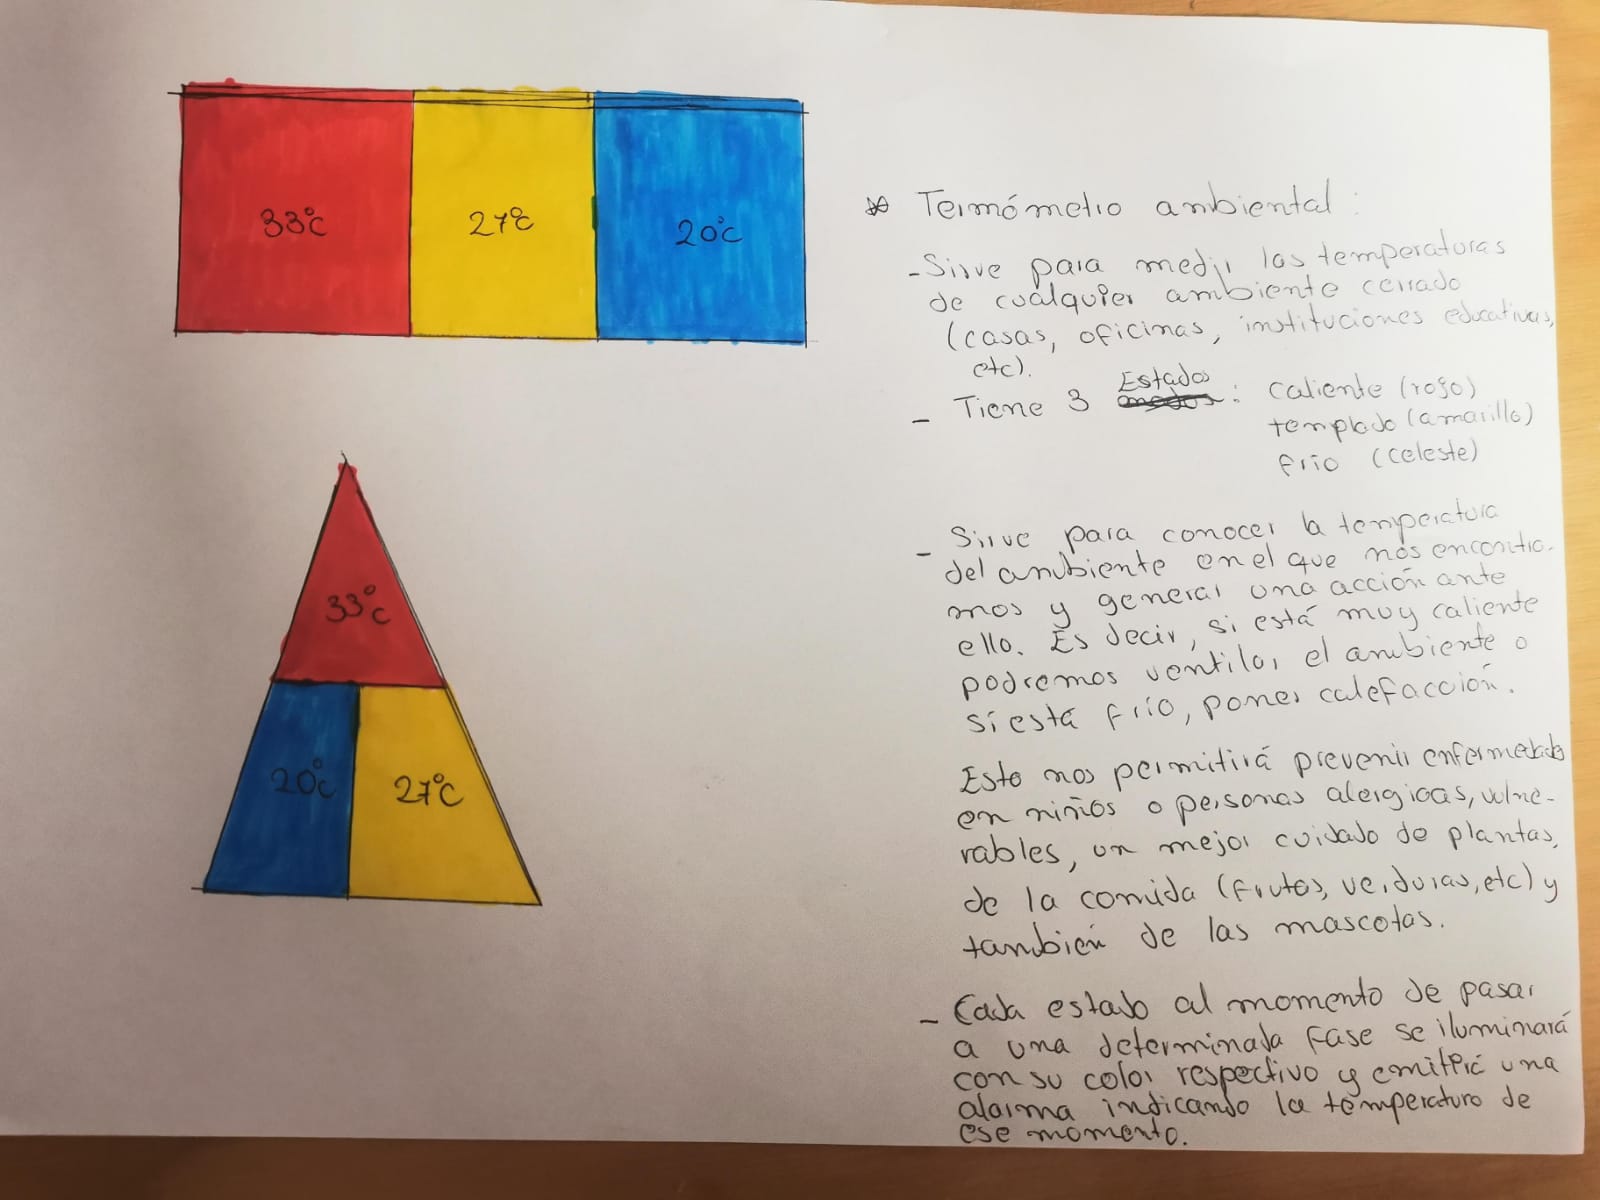 33°C 27°C 20°C
33°C
20°C 27°C
* Termómetro ambiental:
- Sirve para medir las temperaturas
de cualquier ambiente cerrado
(casas, oficinas, instituciones educativas,
etc).
- Tiene 3 Estados : Caliente (rojo)
templado (amarillo)
frío (celeste)
- Sirve para conocer la temperatura
del ambiente en el que nos encontra-
mos y generar una acción ante
ello. Es decir, si está muy caliente
podremos ventilar el ambiente o
si está frío, poner calefacción.
Esto nos permitirá prevenir enfermedades
en niños o personas alergicas, vulne-
rables, un mejor cuidado de plantas,
de la comida (frutas, verduras, etc) y
también de las mascotas.
- Cada estado al momento de pasar
a una determinada fase se iluminará
con su color respectivo y emitirá una
alarma indicando la temperatura de
ese momento.